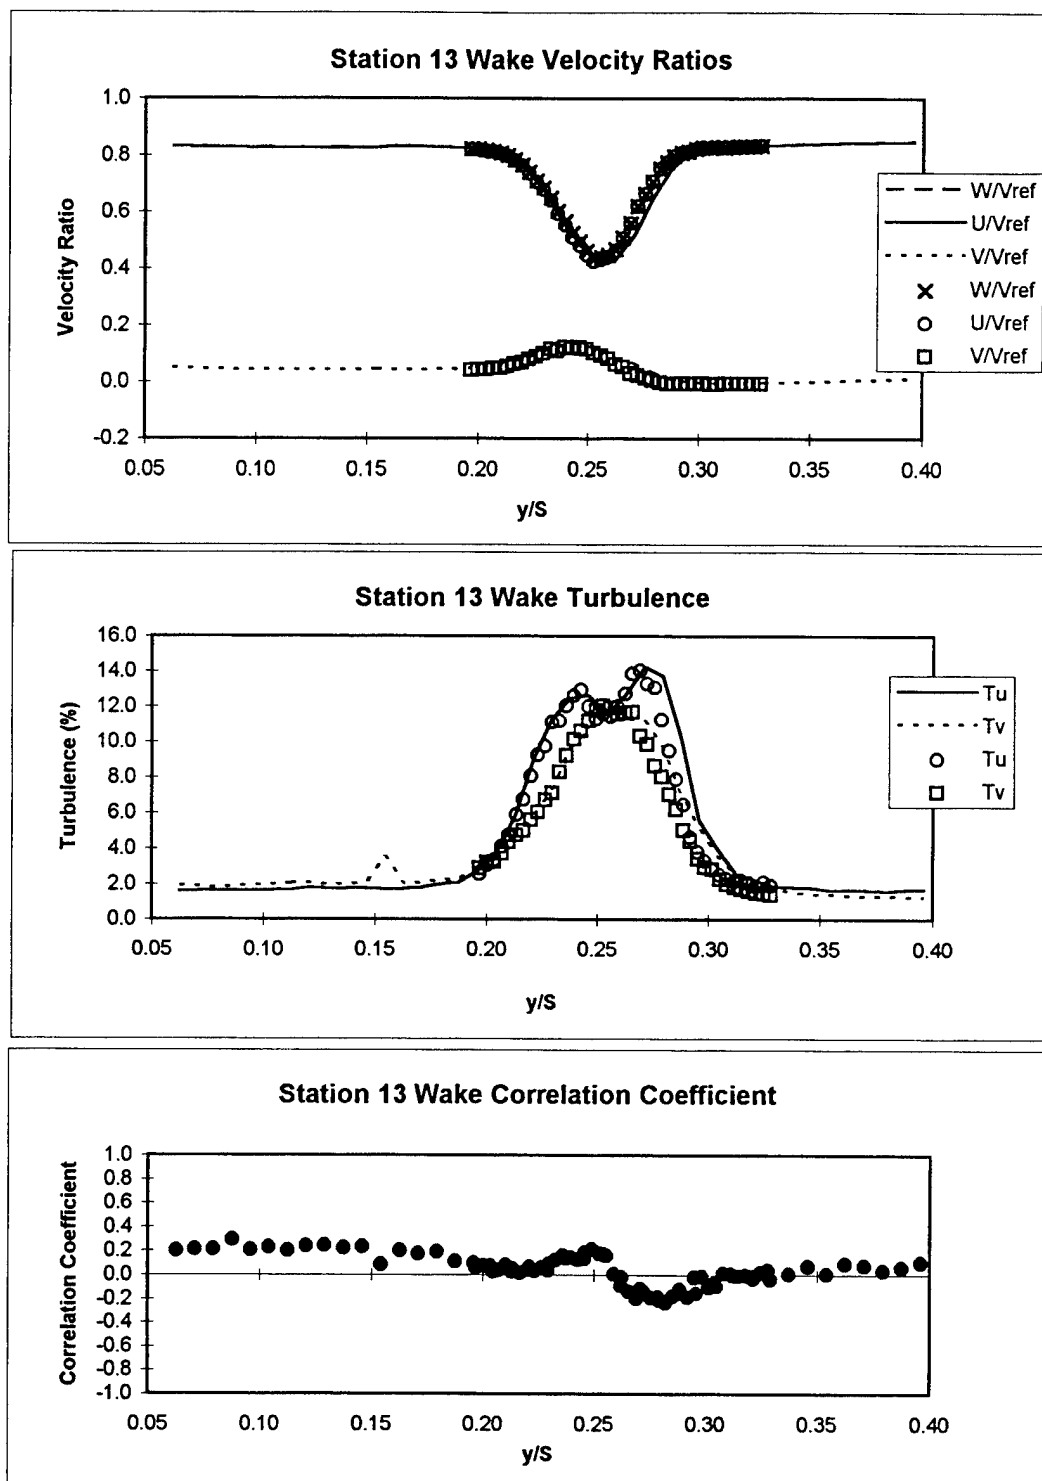 Station 13 Wake Velocity Ratios
1.0
0.8
0.6
0.4
0.2
0.0
-0.2
Velocity Ratio
0.05 0.10 0.15 0.20 0.25 0.30 0.35 0.40
y/S
W/Vref
U/Vref
V/Vref
W/Vref
U/Vref
V/Vref
Station 13 Wake Turbulence
16.0
14.0
12.0
10.0
8.0
6.0
4.0
2.0
0.0
Turbulence (%)
0.05 0.10 0.15 0.20 0.25 0.30 0.35 0.40
y/S
Tu
Tv
Tu
Tv
Station 13 Wake Correlation Coefficient
1.0
0.8
0.6
0.4
0.2
0.0
-0.2
-0.4
-0.6
-0.8
-1.0
Correlation Coefficient
0.05 0.10 0.15 0.20 0.25 0.30 0.35 0.40
y/S